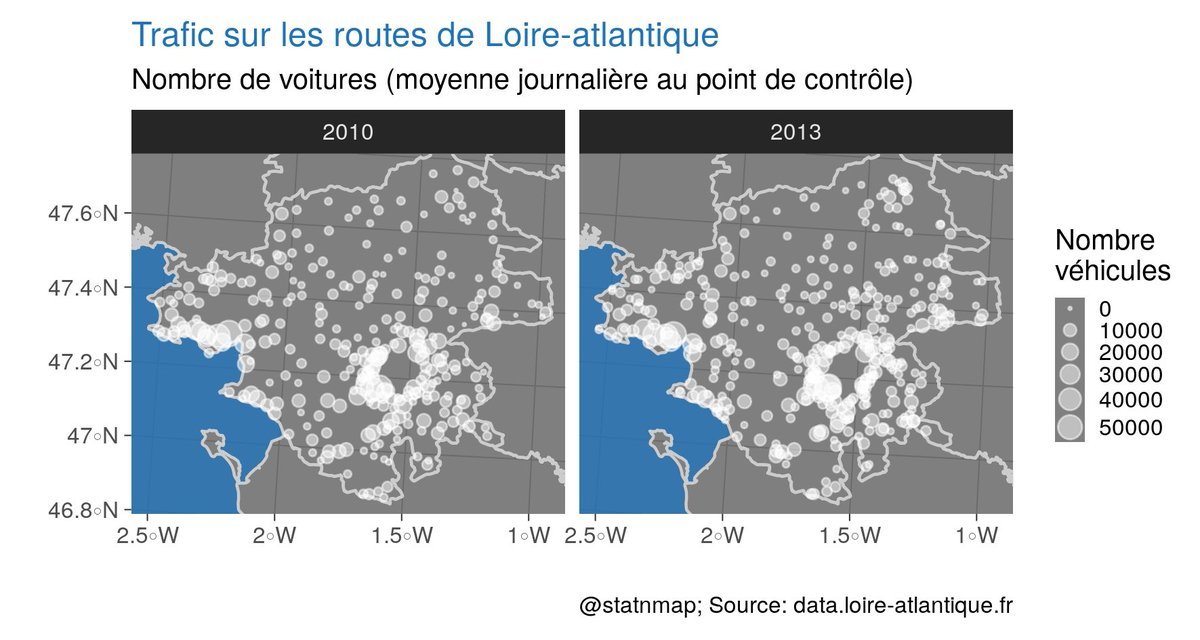 Trafic sur les routes de Loire-atlantique
Nombre de voitures (moyenne journalière au point de contrôle)
2010
2013
47.6◦N
47.4◦N
47.2◦N
47◦N
46.8◦N
2.5◦W
2◦W
1.5◦W
1◦W
2.5◦W
2◦W
1.5◦W
1◦W
Nombre
véhicules
0
10000
20000
30000
40000
50000
@statnmap; Source: data.loire-atlantique.fr